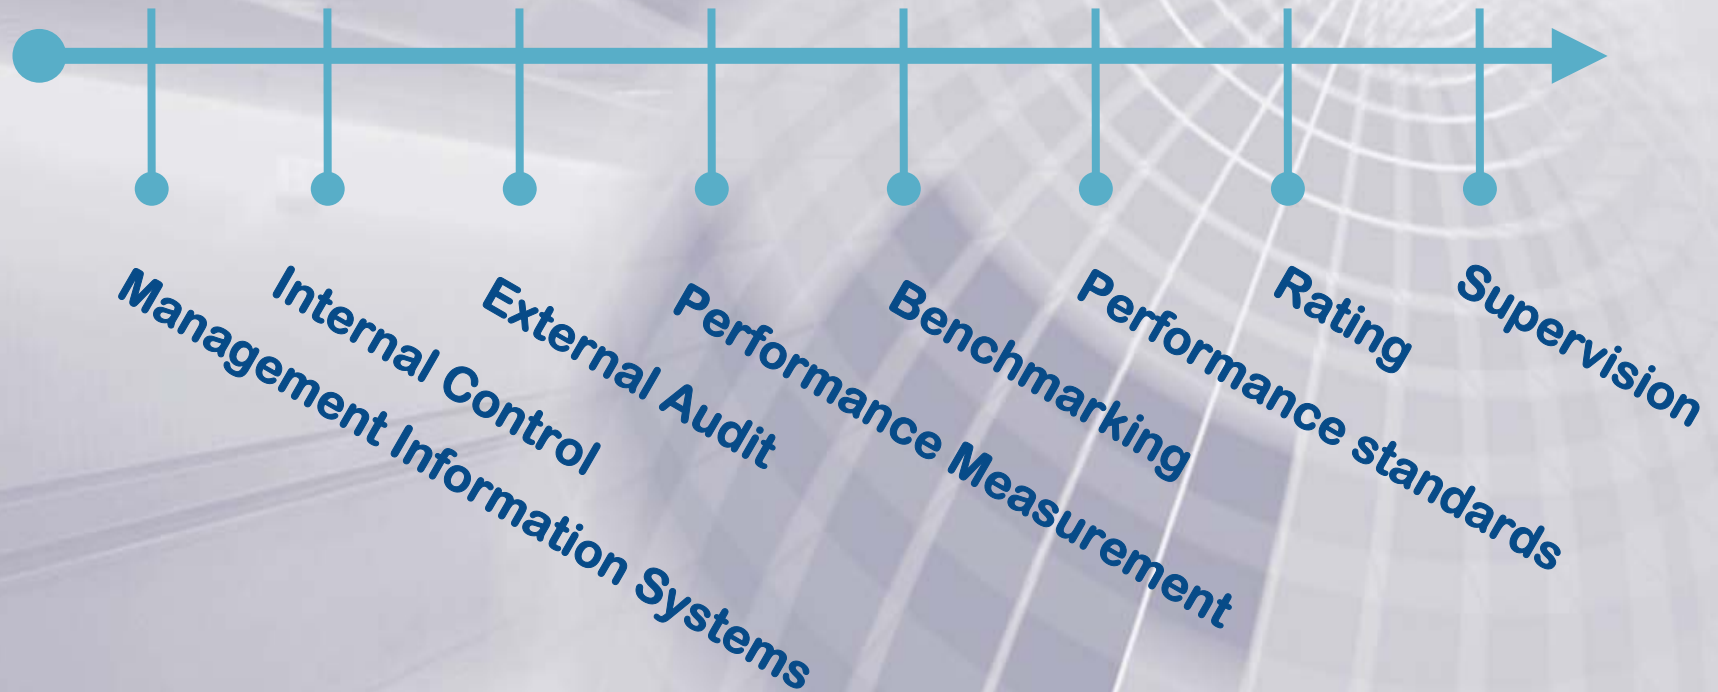 Management Information Systems
Internal Control
External Audit
Performance Measurement
Benchmarking
Performance standards
Rating
Supervision